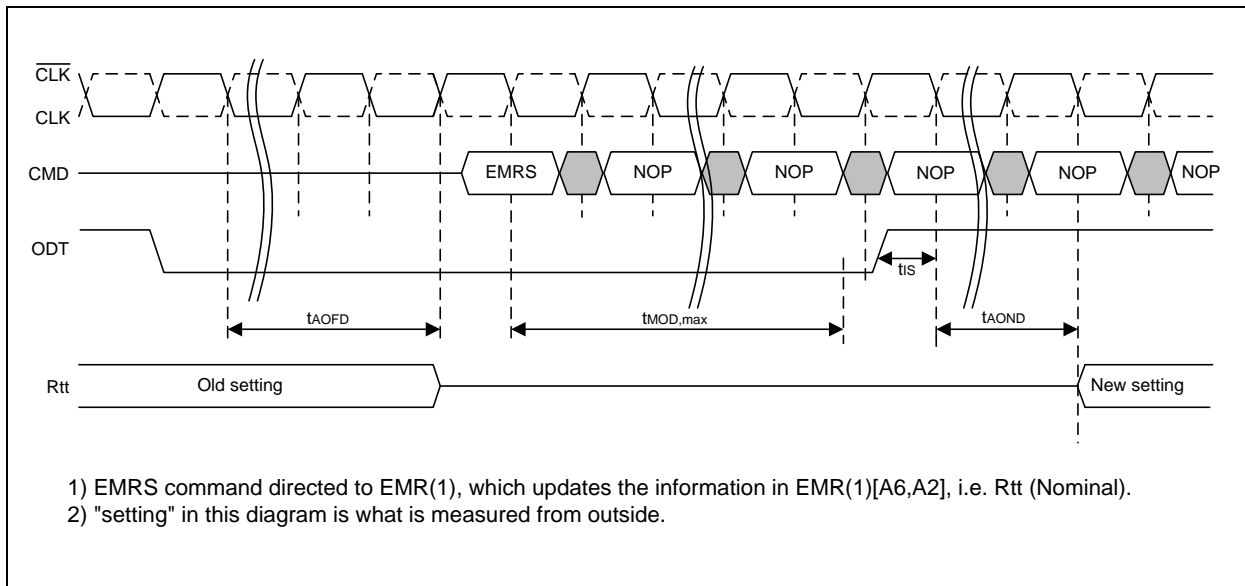 CLK
CLK
CMD EMRS NOP NOP NOP NOP NOP
ODT
tIS
tAOFD tMOD,max tAOND
Rtt Old setting New setting
1) EMRS command directed to EMR(1), which updates the information in EMR(1)[A6,A2], i.e. Rtt (Nominal).
2) "setting" in this diagram is what is measured from outside.